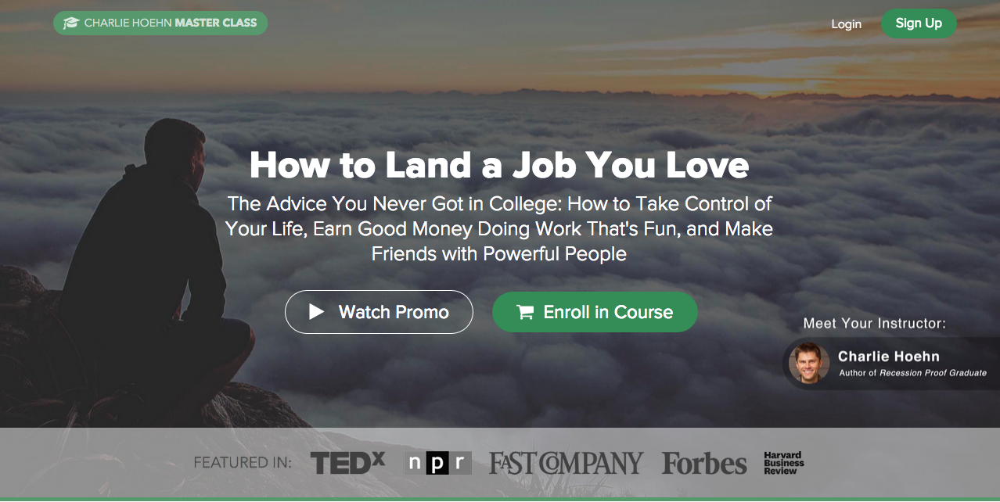 CHARLIE HOEHN MASTER CLASS
Login
Sign Up
How to Land a Job You Love
The Advice You Never Got in College: How to Take Control of
Your Life, Earn Good Money Doing Work That's Fun, and Make
Friends with Powerful People
Watch Promo
Enroll in Course
Meet Your Instructor:
Charlie Hoehn
Author of Recession Proof Graduate
FEATURED IN:
TEDx
npr
FAST COMPANY
Forbes
Harvard
Business
Review